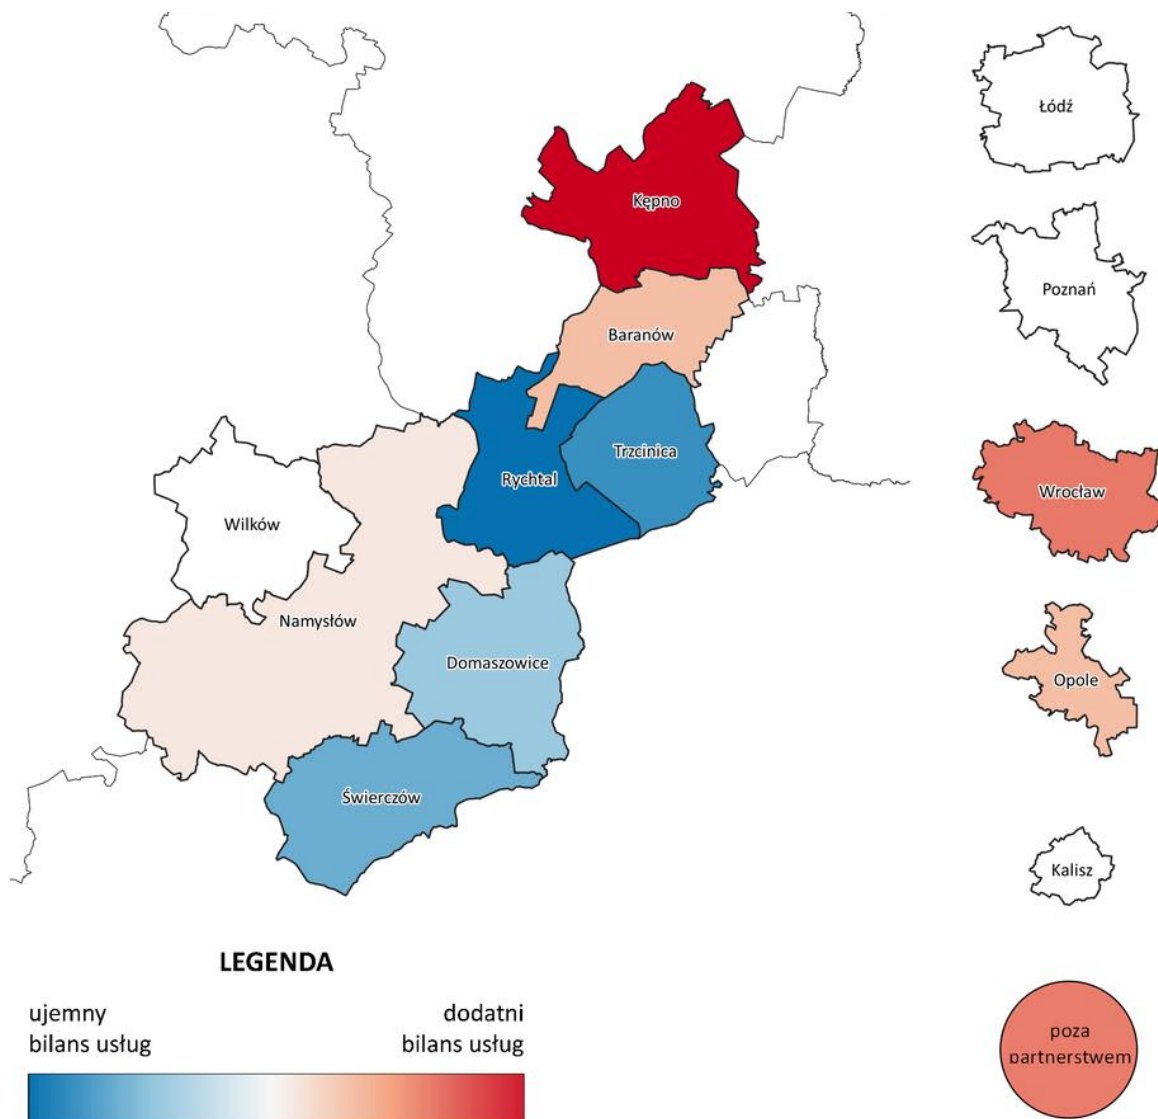 Łódź
Kępno
Poznań
Baranów
Trzcinica
Rychtal
Wrocław
Wilków
Namysłów
Domaszowice
Opole
Świerczów
Kalisz
LEGENDA
ujemny
bilans usług
dodatni
bilans usług
poza
partnerstwem